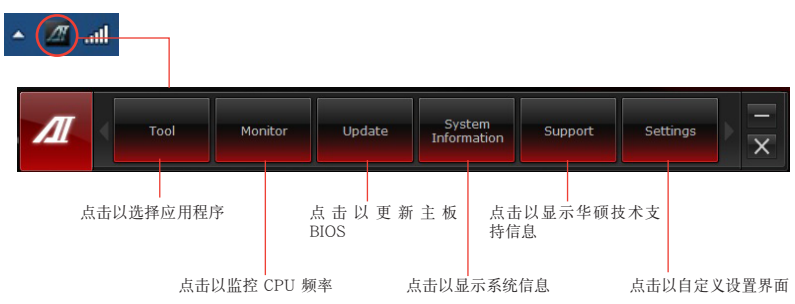 Tool
Monitor
Update
System
Information
Support
Settings
点击以选择应用程序
点击以更新主板
BIOS
点击以显示华硕技术支
持信息
点击以监控 CPU 频率
点击以显示系统信息
点击以自定义设置界面